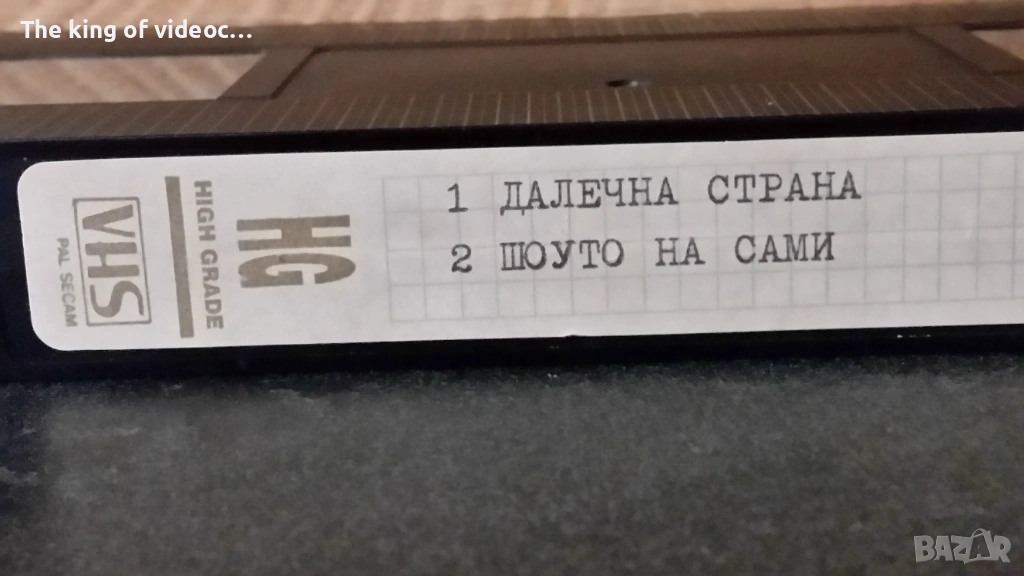 The king of videoc...
1 ДАЛЕЧНА СТРАНА
2 ШОУТО НА САМИ
HG
HIGH GRADE
VHS
PAL SECAM
BAZAR